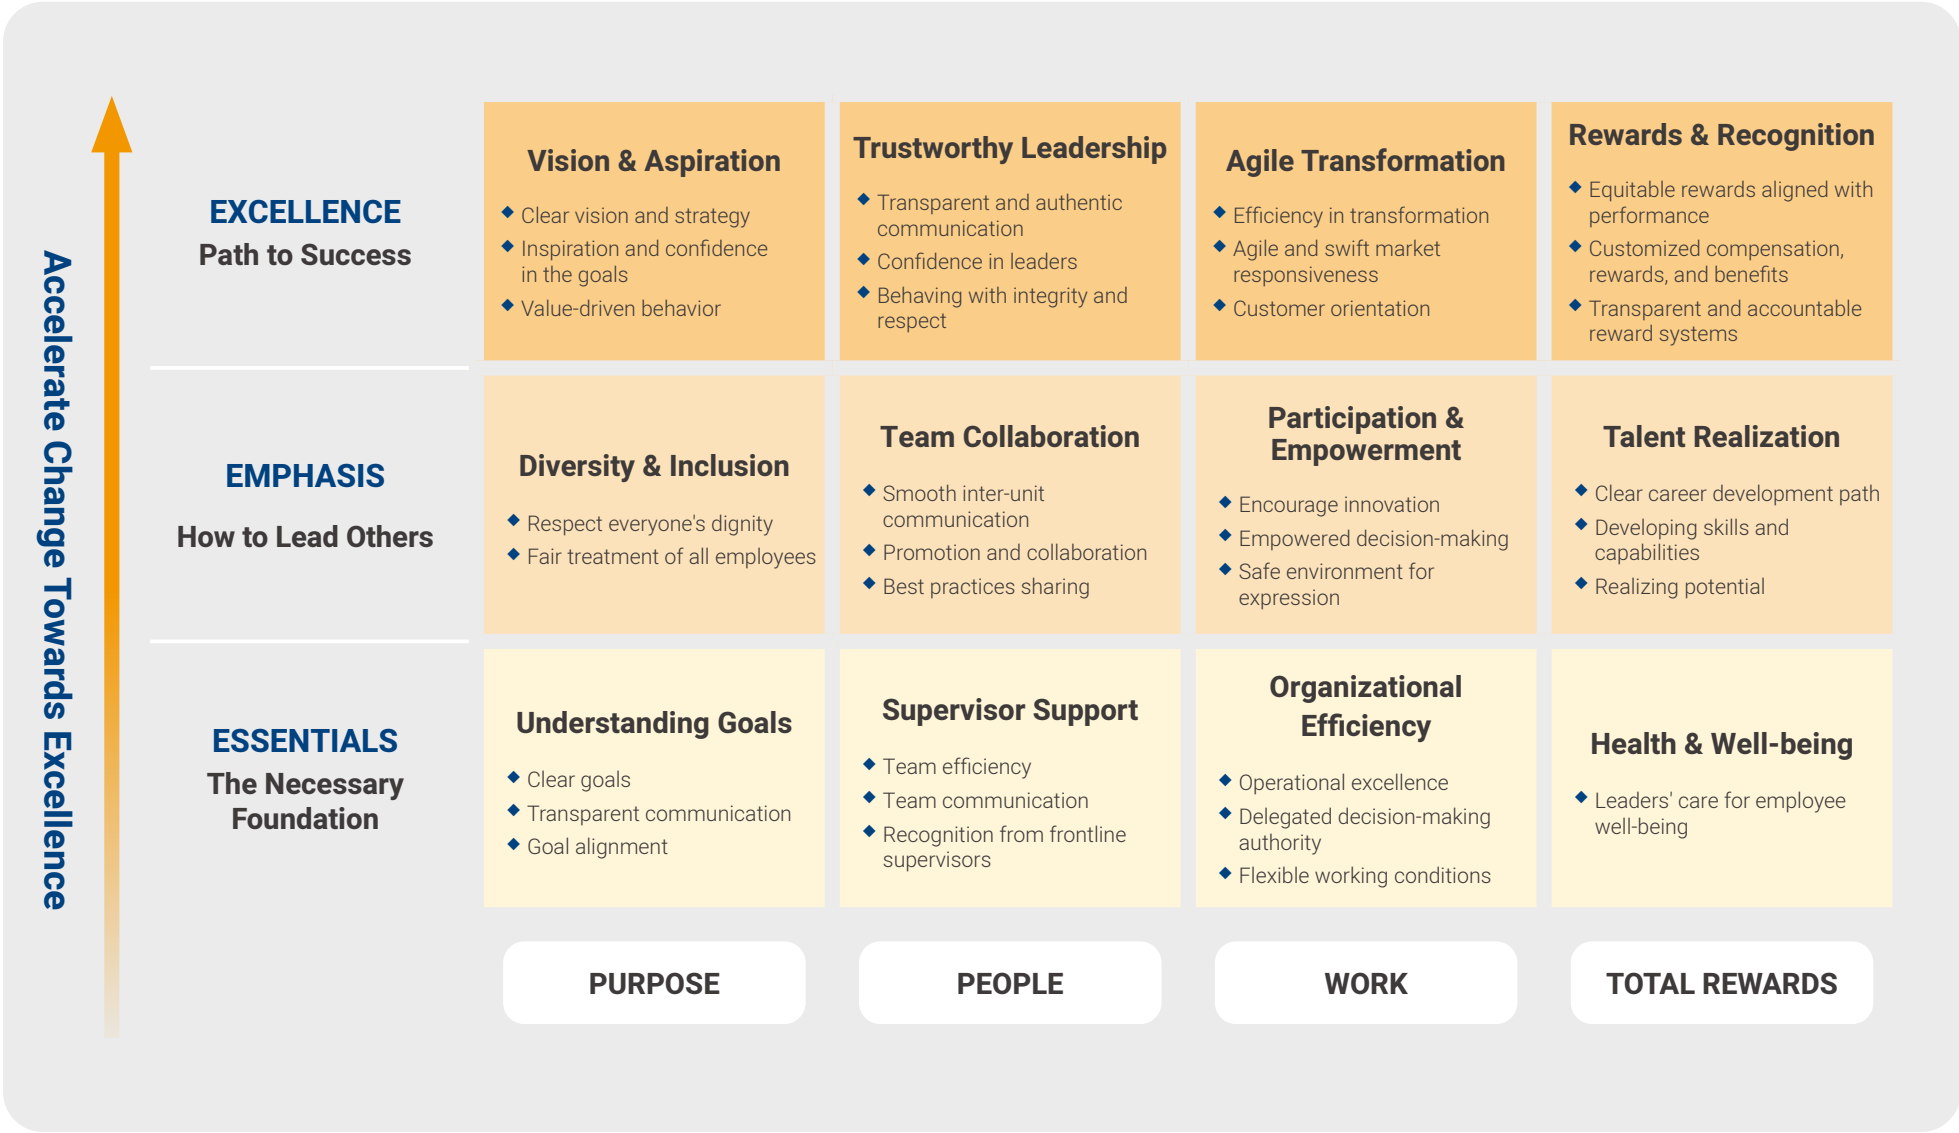 Accelerate Change Towards Excellence
EXCELLENCE
Path to Success
Vision & Aspiration
Clear vision and strategy
Inspiration and confidence
in the goals
Value-driven behavior
Trustworthy Leadership
Transparent and authentic
communication
Confidence in leaders
Behaving with integrity and
respect
Agile Transformation
Efficiency in transformation
Agile and swift market
responsiveness
Customer orientation
Rewards & Recognition
Equitable rewards aligned with
performance
Customized compensation,
rewards, and benefits
Transparent and accountable
reward systems
EMPHASIS
How to Lead Others
Diversity & Inclusion
Respect everyone's dignity
Fair treatment of all employees
Team Collaboration
Smooth inter-unit
communication
Promotion and collaboration
Best practices sharing
Participation &
Empowerment
Encourage innovation
Empowered decision-making
Safe environment for
expression
Talent Realization
Clear career development path
Developing skills and
capabilities
Realizing potential
ESSENTIALS
The Necessary
Foundation
Understanding Goals
Clear goals
Transparent communication
Goal alignment
Supervisor Support
Team efficiency
Team communication
Recognition from frontline
supervisors
Organizational
Efficiency
Operational excellence
Delegated decision-making
authority
Flexible working conditions
Health & Well-being
Leaders' care for employee
well-being
PURPOSE
PEOPLE
WORK
TOTAL REWARDS